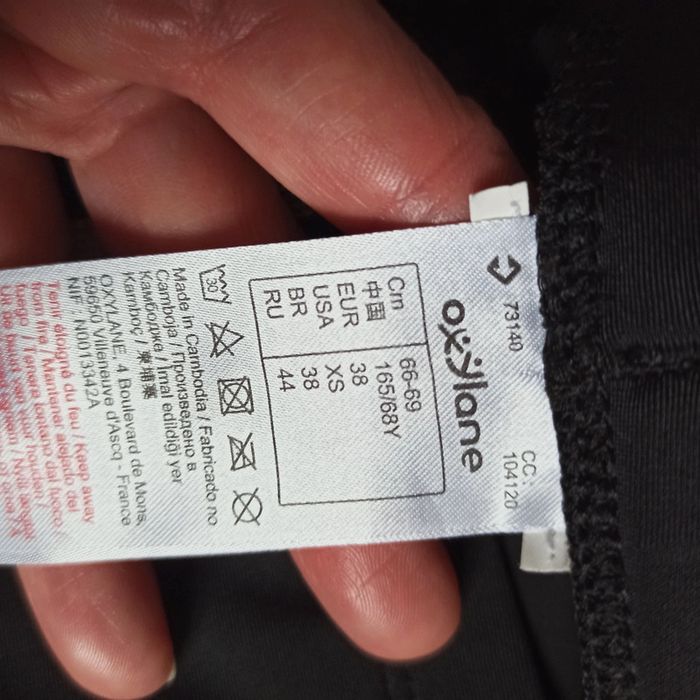 73140
CC:
104120
oxylane
Cm 66-69
中国 165/68Y
EUR 38
USA XS
BR 38
RU 44
30
Made in Cambodia / Fabricado no
Camboja / Произведено в
Камбодже / Imal edildiği yer
Kamboç / 柬埔寨
OXYLANE, 4 Boulevard de Mons,
59650 Villeneuve d'Ascq - France
NIF: N0013342A
Tenir éloigné du feu / Keep away
from fire / Mantener alejado del
fuego / Tenere lontano dal fuoco /